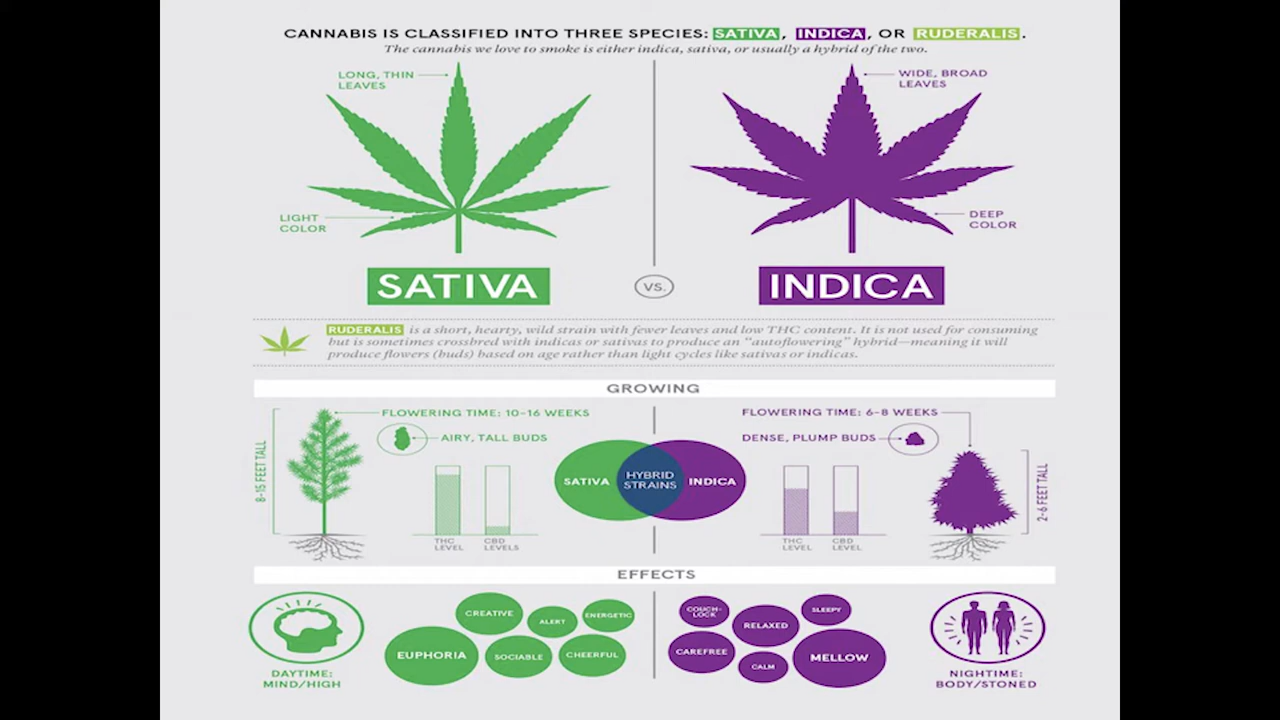 CANNABIS IS CLASSIFIED INTO THREE SPECIES: SATIVA, INDICA, OR RUDERALIS.
The cannabis we love to smoke is either indica, sativa, or usually a hybrid of the two.
LONG, THIN
LEAVES
LIGHT
COLOR
WIDE, BROAD
LEAVES
DEEP
COLOR
SATIVA
VS.
INDICA
RUDERALIS is a short, hearty, wild strain with fewer leaves and low THC content. It is not used for consuming
but is sometimes crossbred with indicas or sativas to produce an “autoflowering” hybrid—meaning it will
produce flowers (buds) based on age rather than light cycles like sativas or indicas.
GROWING
8-15 FEET TALL
FLOWERING TIME: 10-16 WEEKS
AIRY, TALL BUDS
THC
LEVEL
CBD
LEVELS
SATIVA
HYBRID
STRAINS
INDICA
FLOWERING TIME: 6-8 WEEKS
DENSE, PLUMP BUDS
THC
LEVEL
CBD
LEVEL
2-6 FEET TALL
EFFECTS
DAYTIME:
MIND/HIGH
CREATIVE
ALERT
ENERGETIC
EUPHORIA
SOCIABLE
CHEERFUL
COUCH-
LOCK
RELAXED
SLEEPY
CAREFREE
CALM
MELLOW
NIGHTIME:
BODY/STONED